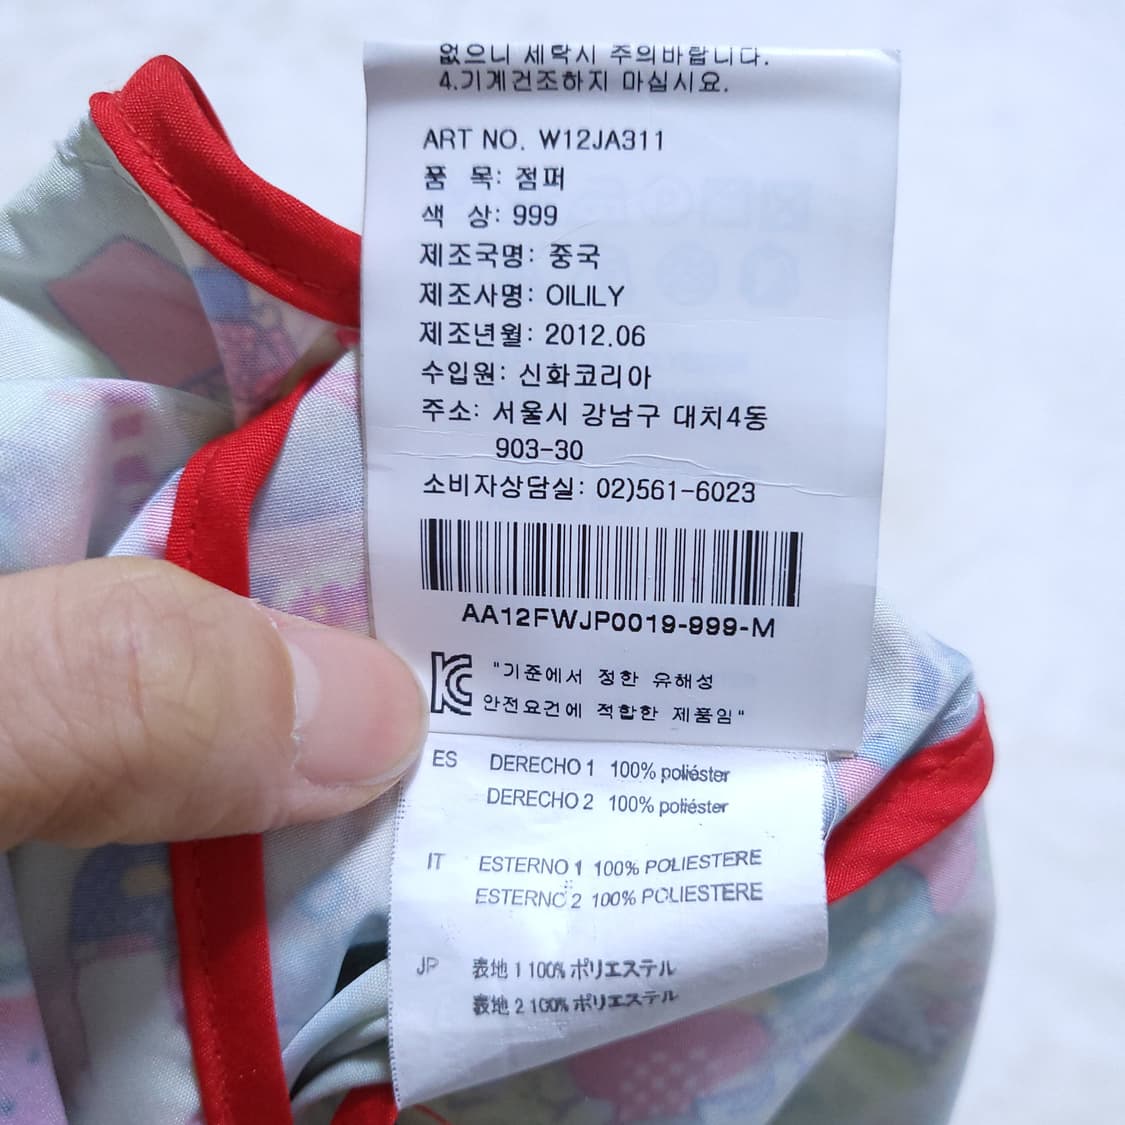 없으니 세탁시 주의바랍니다.
4.기계건조하지 마십시요.
ART NO. W12JA311
품 목: 점퍼
색 상: 999
제조국명: 중국
제조사명: OILILY
제조년월: 2012.06
수입원: 신화코리아
주소: 서울시 강남구 대치4동
903-30
소비자상담실: 02)561-6023
AA12FWJP0019-999-M
"기준에서 정한 유해성
안전요건에 적합한 제품임"
ES DERECHO 1 100% poliéster
DERECHO 2 100% poliéster
IT ESTERNO 1 100% POLIESTERE
ESTERNO 2 100% POLIESTERE
JP 表地 1 100% ポリエステル
表地 2 100% ポリエステル